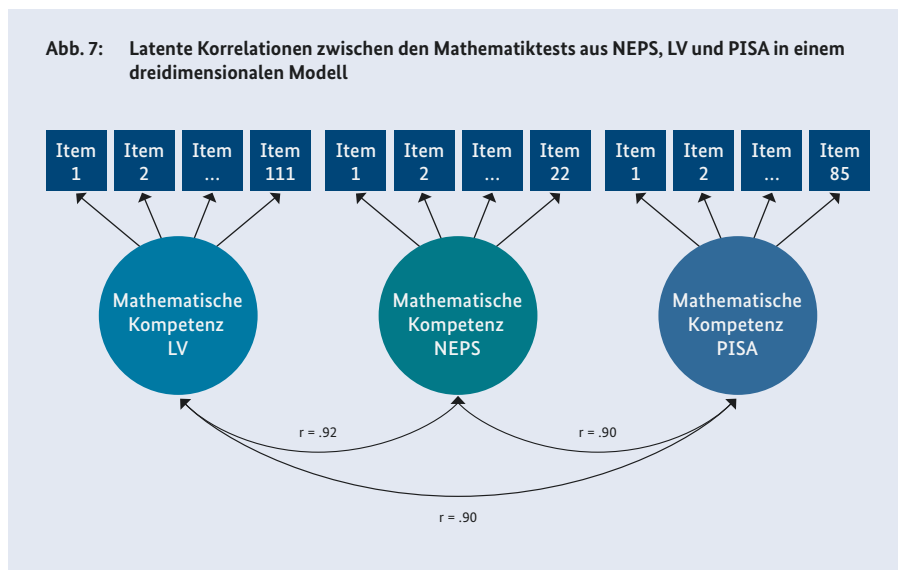 Abb. 7: Latente Korrelationen zwischen den Mathematiktests aus NEPS, LV und PISA in einem
dreidimensionalen Modell
Item Item Item Item Item Item Item Item Item Item Item Item
1 2 ... 111 1 2 ... 22 1 2 ... 85
Mathematische
Kompetenz
LV
Mathematische
Kompetenz
NEPS
Mathematische
Kompetenz
PISA
r = .92
r = .90
r = .90